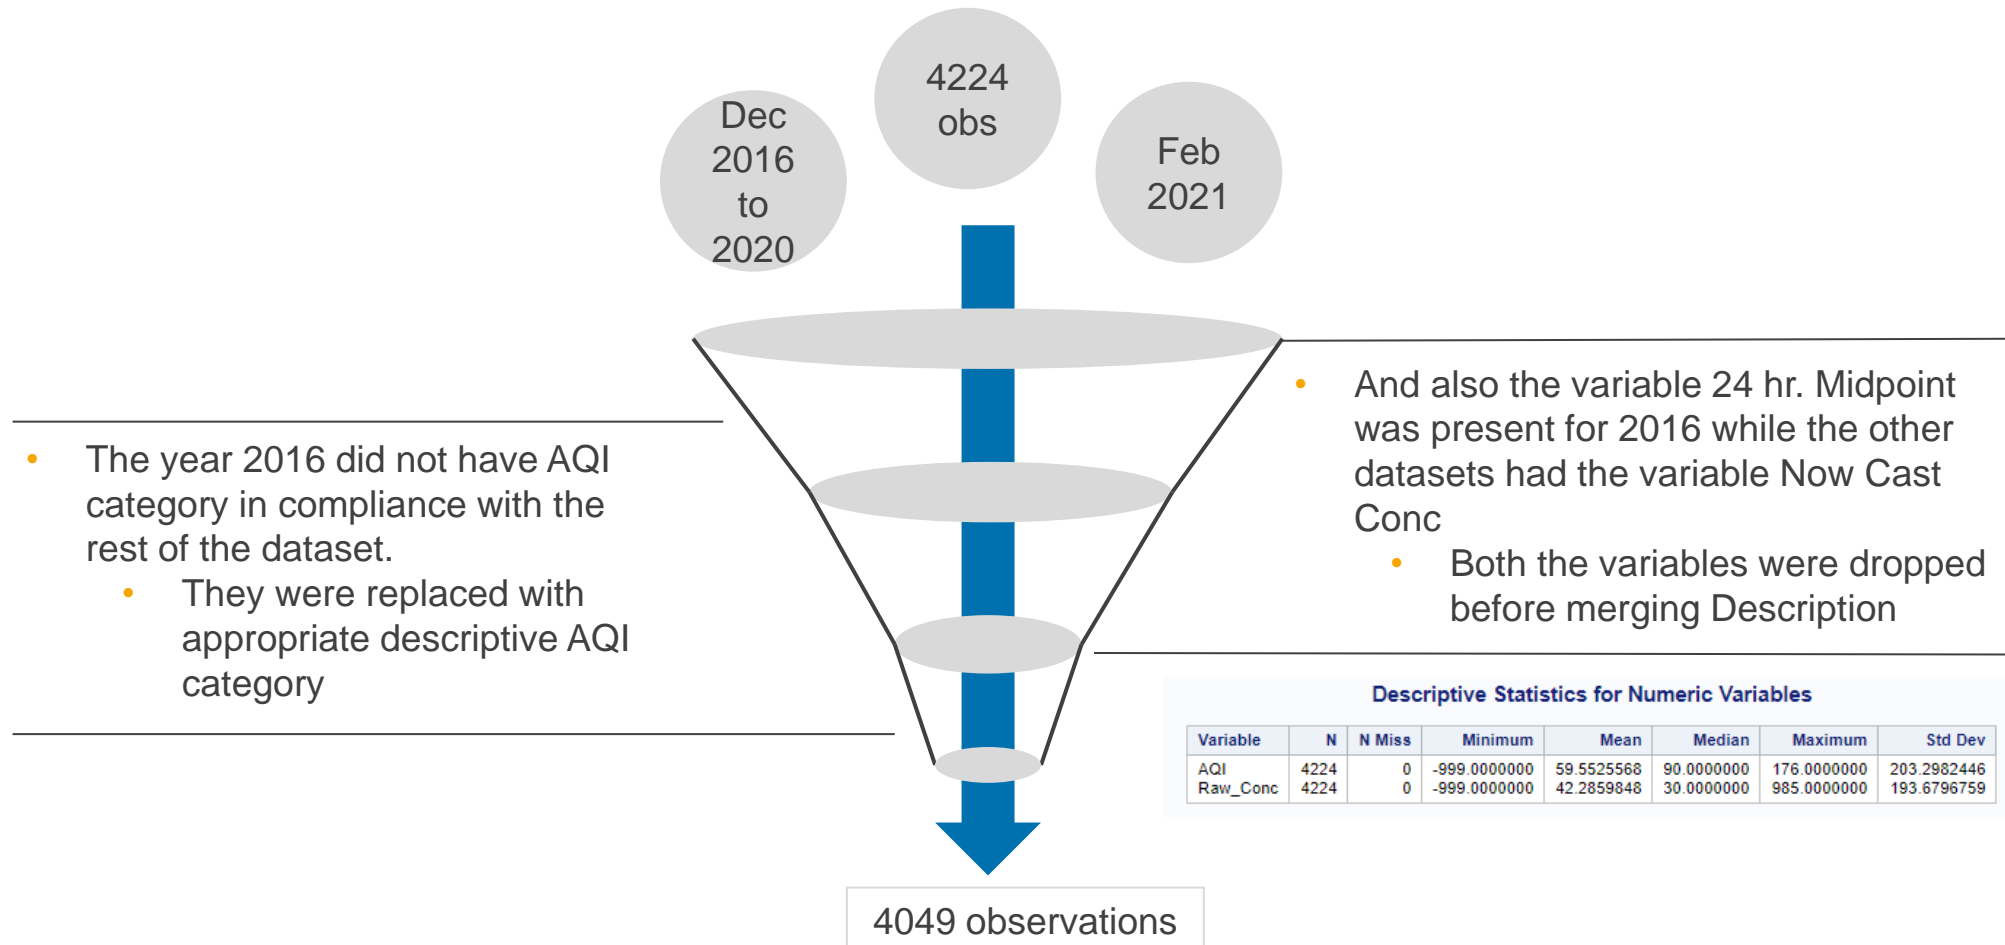 Dec
2016
to
2020
4224
obs
Feb
2021
• The year 2016 did not have AQI
category in compliance with the
rest of the dataset.
• They were replaced with
appropriate descriptive AQI
category
• And also the variable 24 hr. Midpoint
was present for 2016 while the other
datasets had the variable Now Cast
Conc
• Both the variables were dropped
before merging Description
Descriptive Statistics for Numeric Variables
Variable N N Miss Minimum Mean Median Maximum Std Dev
AQI 4224 0 -999.0000000 59.5525568 90.0000000 176.0000000 203.2982446
Raw_Conc 4224 0 -999.0000000 42.2859848 30.0000000 985.0000000 193.6796759
4049 observations